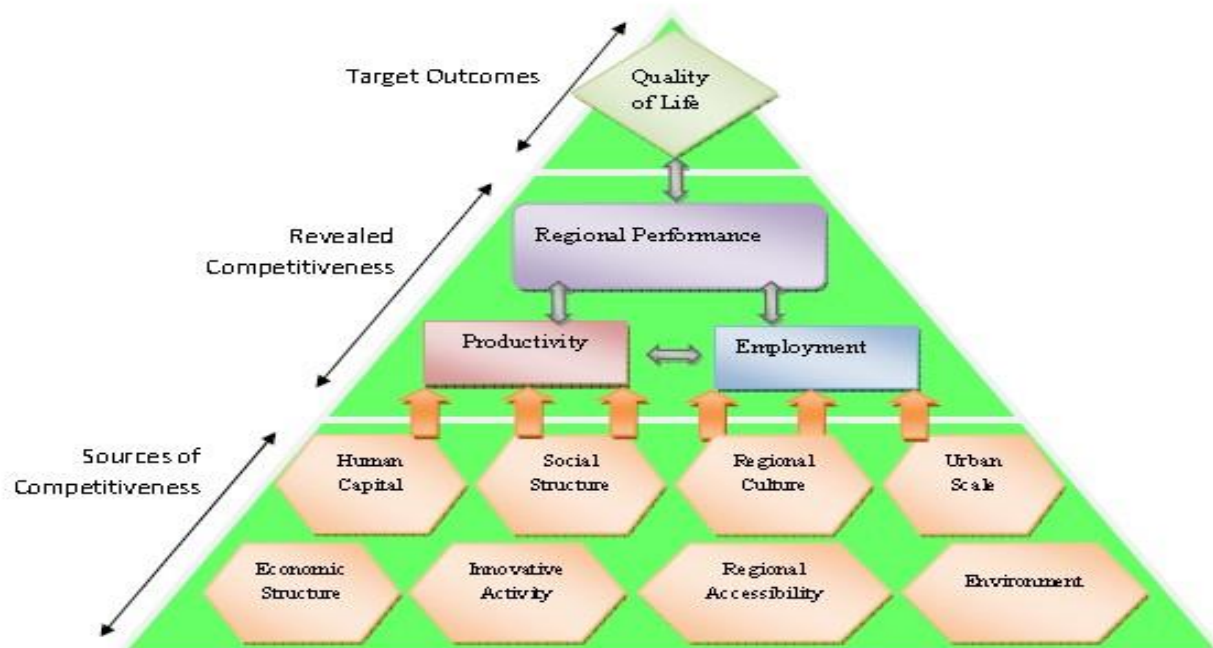 Target Outcomes
Quality
of Life
Revealed
Competitiveness
Regional Performance
Productivity
Employment
Sources of
Competitiveness
Human
Capital
Social
Structure
Regional
Culture
Urban
Scale
Economic
Structure
Innovative
Activity
Regional
Accessibility
Environment